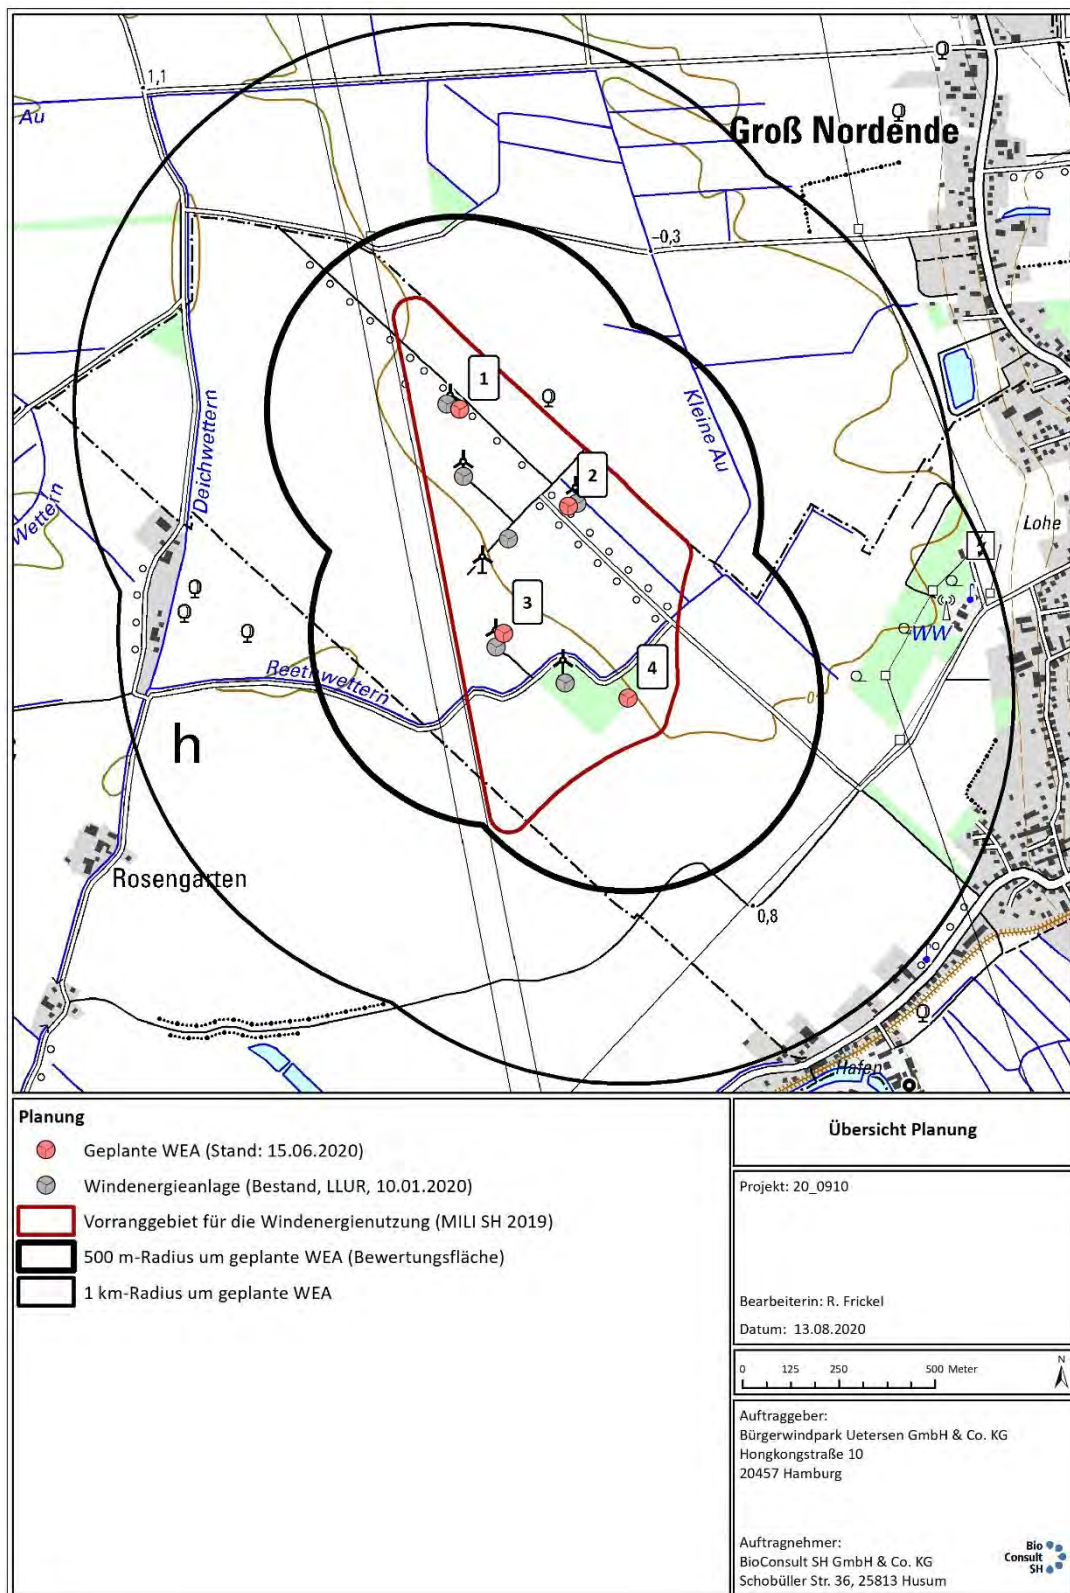 1,1
Au
Groß Nordende
-0,3
Deichwettern
Kleine Au
1
2
Wettern
Lohe
3
WW
4
Reethwettern
0
h
Rosengarten
0,8
Hafen
Planung
Geplante WEA (Stand: 15.06.2020)
Windenergieanlage (Bestand, LLUR, 10.01.2020)
Vorranggebiet für die Windenergienutzung (MILI SH 2019)
500 m-Radius um geplante WEA (Bewertungsfläche)
1 km-Radius um geplante WEA
Übersicht Planung
Projekt: 20_0910
Bearbeiterin: R. Frickel
Datum: 13.08.2020
0 125 250 500 Meter
N
Auftraggeber:
Bürgerwindpark Uetersen GmbH & Co. KG
Hongkongstraße 10
20457 Hamburg
Auftragnehmer:
BioConsult SH GmbH & Co. KG
Schobüller Str. 36, 25813 Husum
Bio
Consult
SH